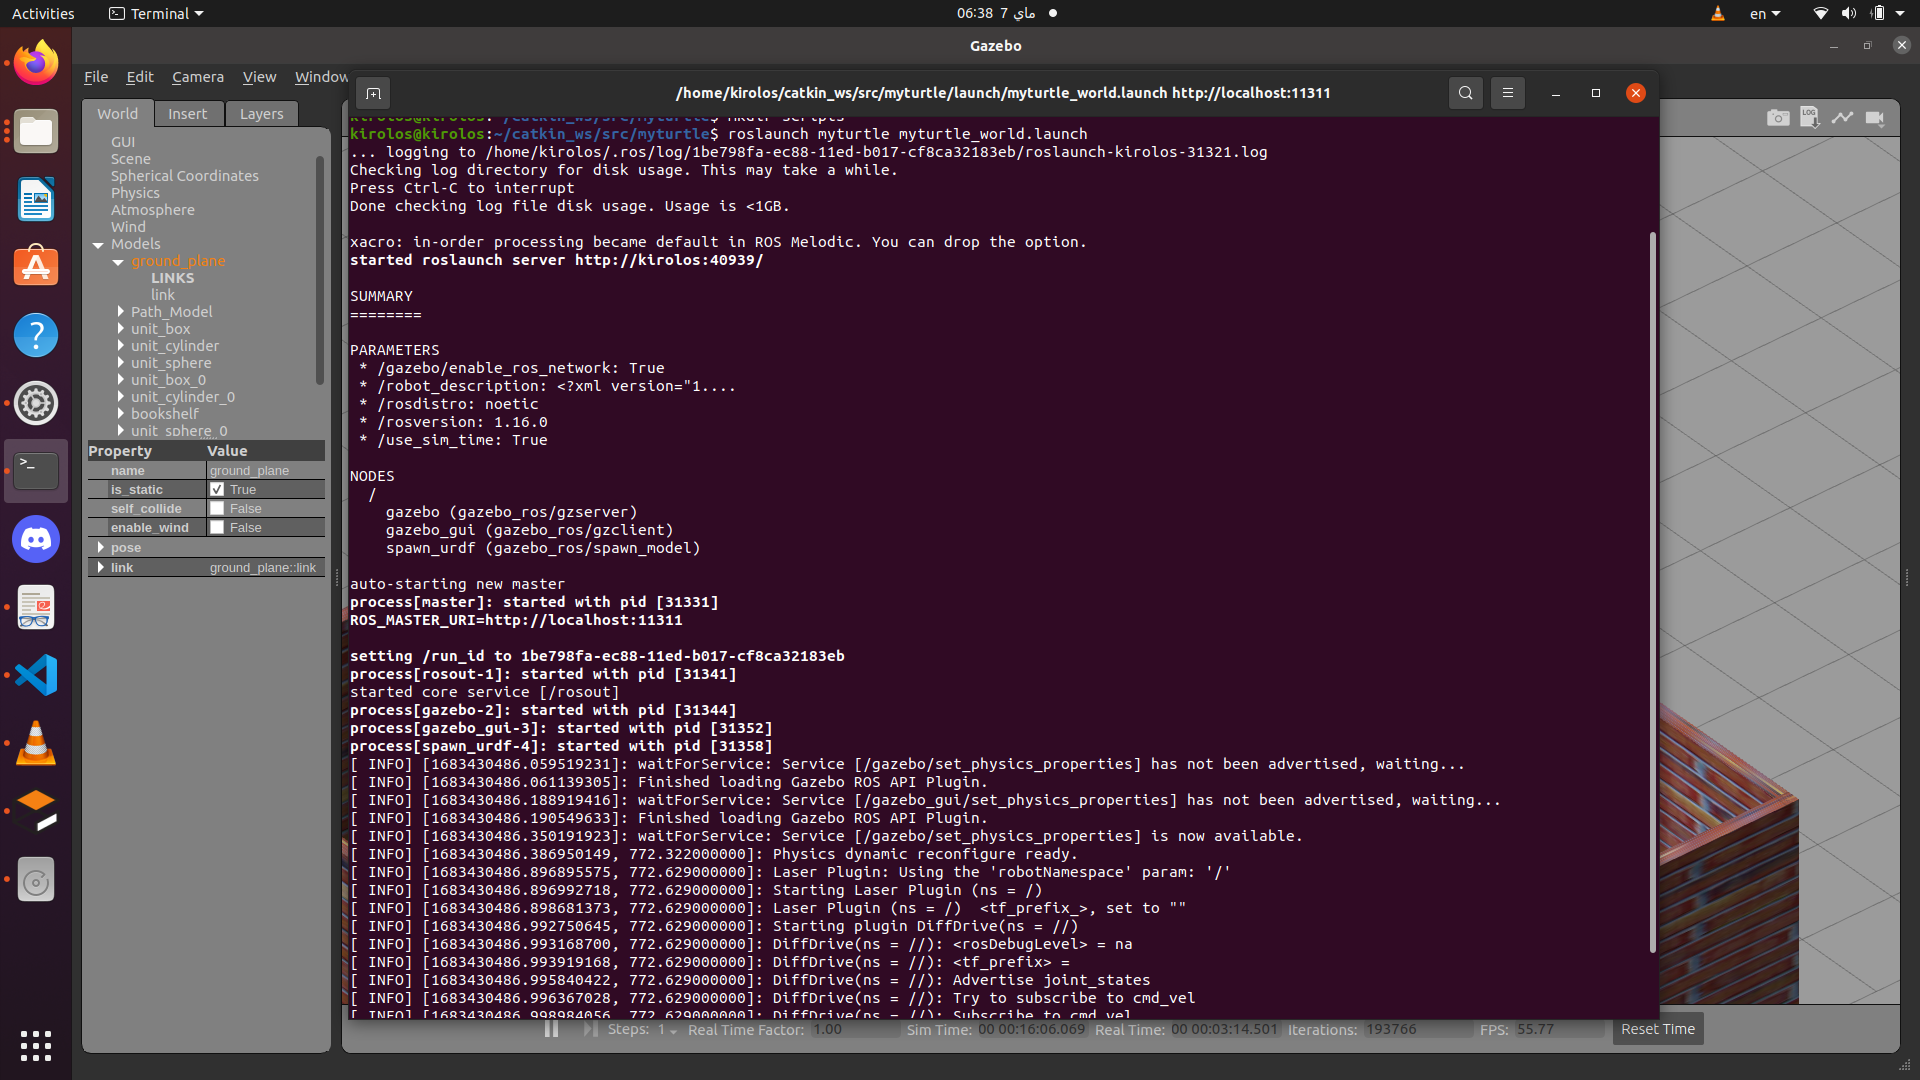 Activities
Terminal
06:38 7 ماي
en
Gazebo
File Edit Camera View Window
World Insert Layers
GUI
Scene
Spherical Coordinates
Physics
Atmosphere
Wind
Models
ground_plane
LINKS
link
Path_Model
unit_box
unit_cylinder
unit_sphere
unit_box_0
unit_cylinder_0
bookshelf
unit_sphere_0
Property Value
name ground_plane
is_static True
self_collide False
enable_wind False
pose
link ground_plane::link
/home/kirolos/catkin_ws/src/myturtle/launch/myturtle_world.launch http://localhost:11311
kirolos@kirolos:~/catkin_ws/src/myturtle$ mkdir scripts
kirolos@kirolos:~/catkin_ws/src/myturtle$ roslaunch myturtle myturtle_world.launch
... logging to /home/kirolos/.ros/log/1be798fa-ec88-11ed-b017-cf8ca32183eb/roslaunch-kirolos-31321.log
Checking log directory for disk usage. This may take a while.
Press Ctrl-C to interrupt
Done checking log file disk usage. Usage is <1GB.
xacro: in-order processing became default in ROS Melodic. You can drop the option.
started roslaunch server http://kirolos:40939/
SUMMARY
========
PARAMETERS
* /gazebo/enable_ros_network: True
* /robot_description: <?xml version="1....
* /rosdistro: noetic
* /rosversion: 1.16.0
* /use_sim_time: True
NODES
/
gazebo (gazebo_ros/gzserver)
gazebo_gui (gazebo_ros/gzclient)
spawn_urdf (gazebo_ros/spawn_model)
auto-starting new master
process[master]: started with pid [31331]
ROS_MASTER_URI=http://localhost:11311
setting /run_id to 1be798fa-ec88-11ed-b017-cf8ca32183eb
process[rosout-1]: started with pid [31341]
started core service [/rosout]
process[gazebo-2]: started with pid [31344]
process[gazebo_gui-3]: started with pid [31352]
process[spawn_urdf-4]: started with pid [31358]
[ INFO] [1683430486.059519231]: waitForService: Service [/gazebo/set_physics_properties] has not been advertised, waiting...
[ INFO] [1683430486.061139305]: Finished loading Gazebo ROS API Plugin.
[ INFO] [1683430486.188919416]: waitForService: Service [/gazebo_gui/set_physics_properties] has not been advertised, waiting...
[ INFO] [1683430486.190549633]: Finished loading Gazebo ROS API Plugin.
[ INFO] [1683430486.350191923]: waitForService: Service [/gazebo/set_physics_properties] is now available.
[ INFO] [1683430486.386950149, 772.322000000]: Physics dynamic reconfigure ready.
[ INFO] [1683430486.896895575, 772.629000000]: Laser Plugin: Using the 'robotNamespace' param: '/'
[ INFO] [1683430486.896992718, 772.629000000]: Starting Laser Plugin (ns = /)
[ INFO] [1683430486.898681373, 772.629000000]: Laser Plugin (ns = /)  <tf_prefix_>, set to ""
[ INFO] [1683430486.992750645, 772.629000000]: Starting plugin DiffDrive(ns = //)
[ INFO] [1683430486.993168700, 772.629000000]: DiffDrive(ns = //): <rosDebugLevel> = na
[ INFO] [1683430486.993919168, 772.629000000]: DiffDrive(ns = //): <tf_prefix> =
[ INFO] [1683430486.995840422, 772.629000000]: DiffDrive(ns = //): Advertise joint_states
[ INFO] [1683430486.996367028, 772.629000000]: DiffDrive(ns = //): Try to subscribe to cmd_vel
[ INFO] [1683430486.998984056, 772.629000000]: DiffDrive(ns = //): Subscribe to cmd_vel
Steps: 1 Real Time Factor: 1.00 Sim Time: 00 00:16:06.069 Real Time: 00 00:03:14.501 Iterations: 193766 FPS: 55.77 Reset Time
LOG